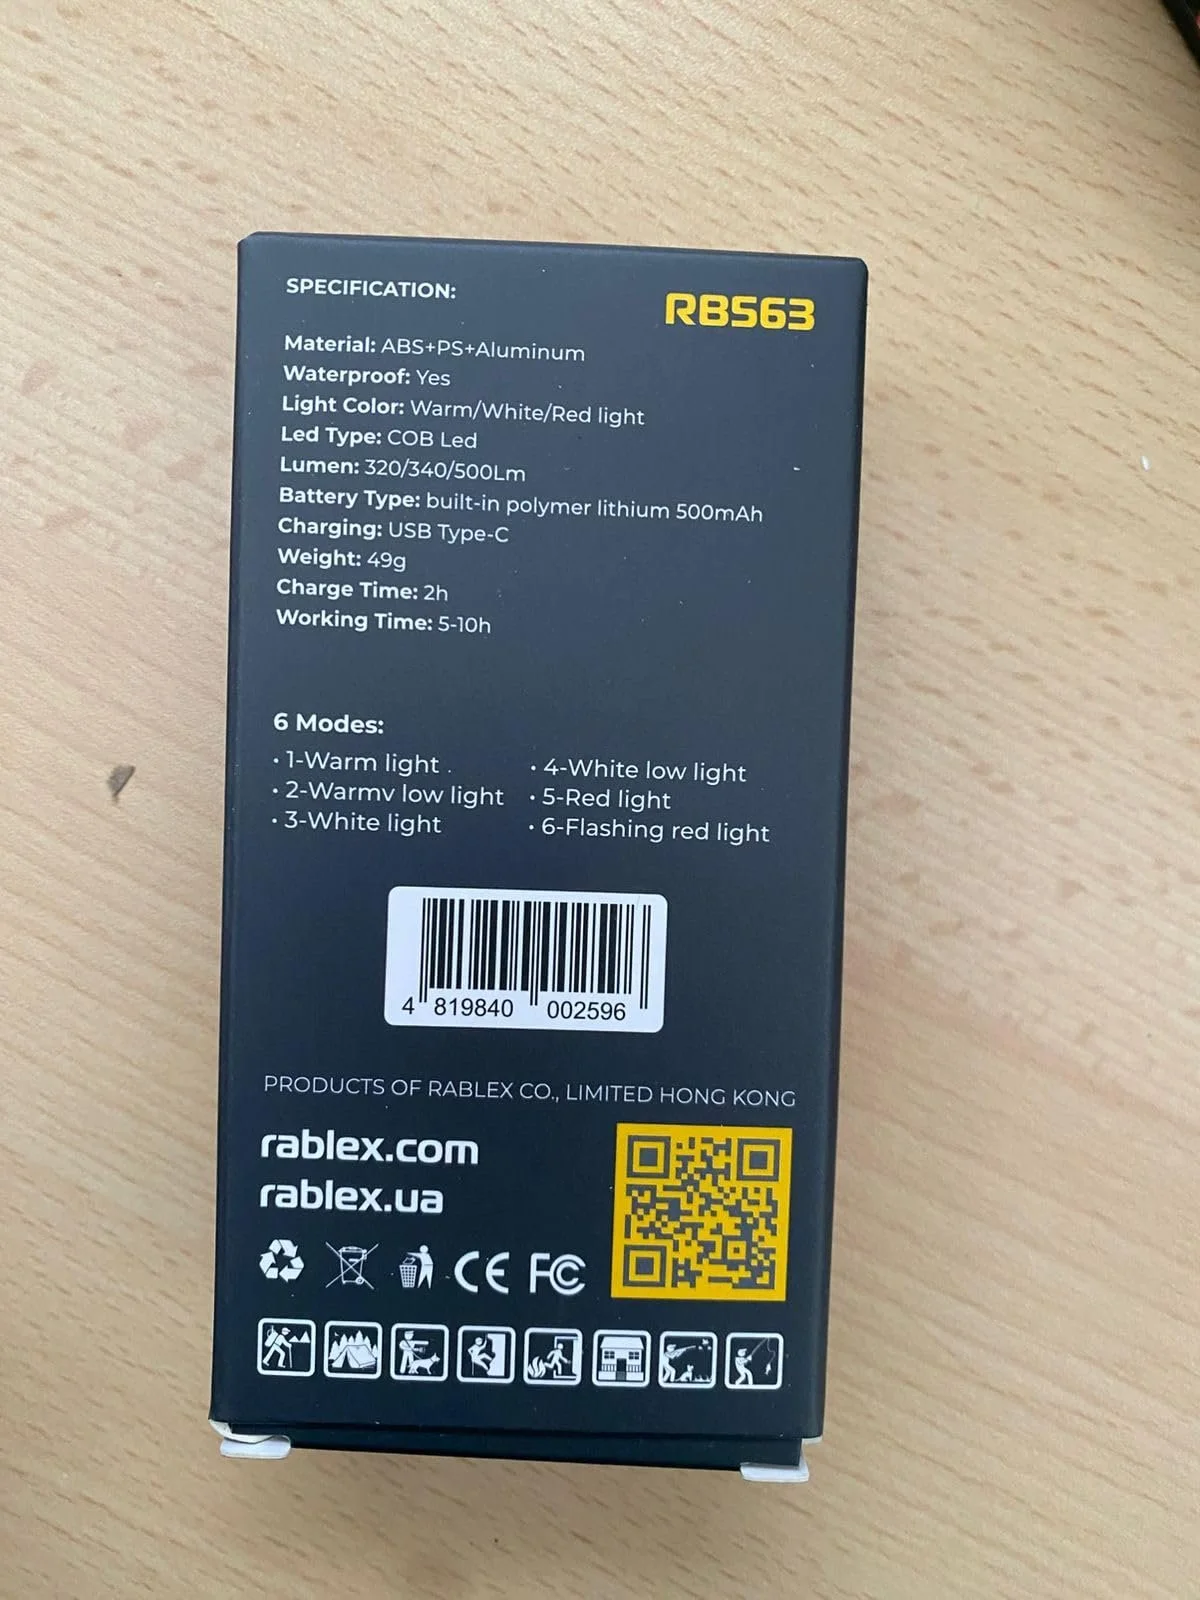 SPECIFICATION:
RB563
Material: ABS+PS+Aluminum
Waterproof: Yes
Light Color: Warm/White/Red light
Led Type: COB Led
Lumen: 320/340/500Lm
Battery Type: built-in polymer lithium 500mAh
Charging: USB Type-C
Weight: 49g
Charge Time: 2h
Working Time: 5-10h
6 Modes:
• 1-Warm light .
• 2-Warmv low light
• 3-White light
• 4-White low light
• 5-Red light
• 6-Flashing red light
4 819840 002596
PRODUCTS OF RABLEX CO., LIMITED HONG KONG
rablex.com
rablex.ua
CE FC